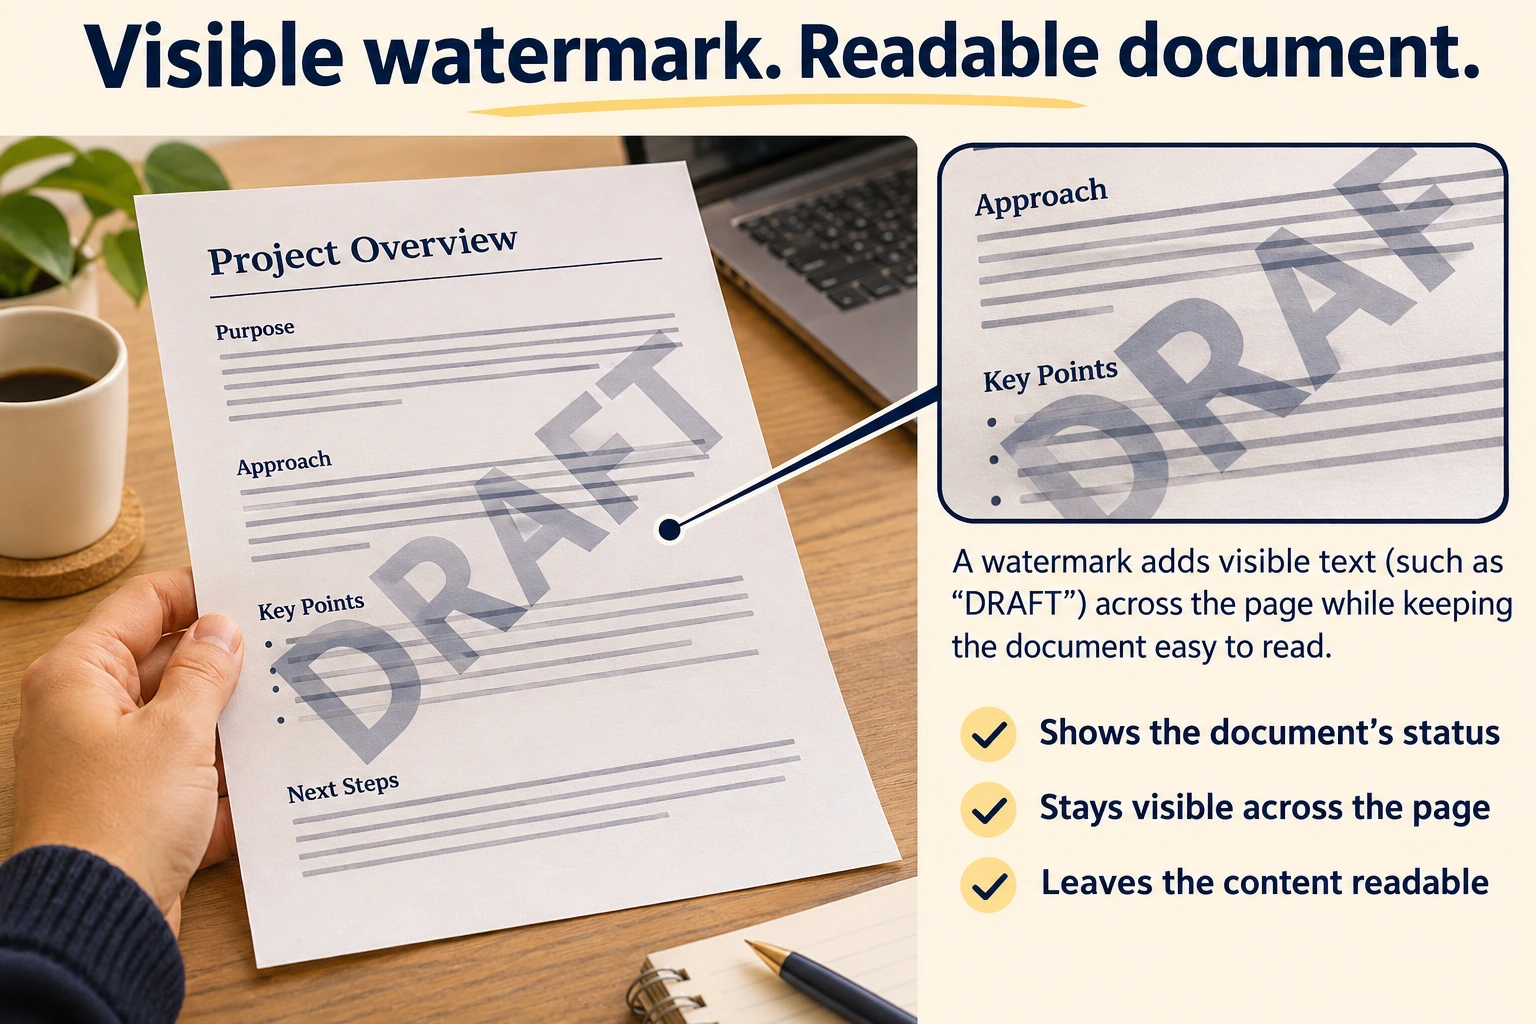 Visible watermark. Readable document.
Project Overview
Purpose
Approach
Key Points
Next Steps
DRAFT
Approach
Key Points
DRAF
A watermark adds visible text (such as
“DRAFT”) across the page while keeping
the document easy to read.
Shows the document’s status
Stays visible across the page
Leaves the content readable